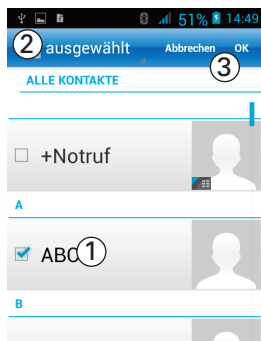 51% 14:49
2 ausgewählt Abbrechen OK
3
ALLE KONTAKTE
+Notruf
A
ABC 1
B